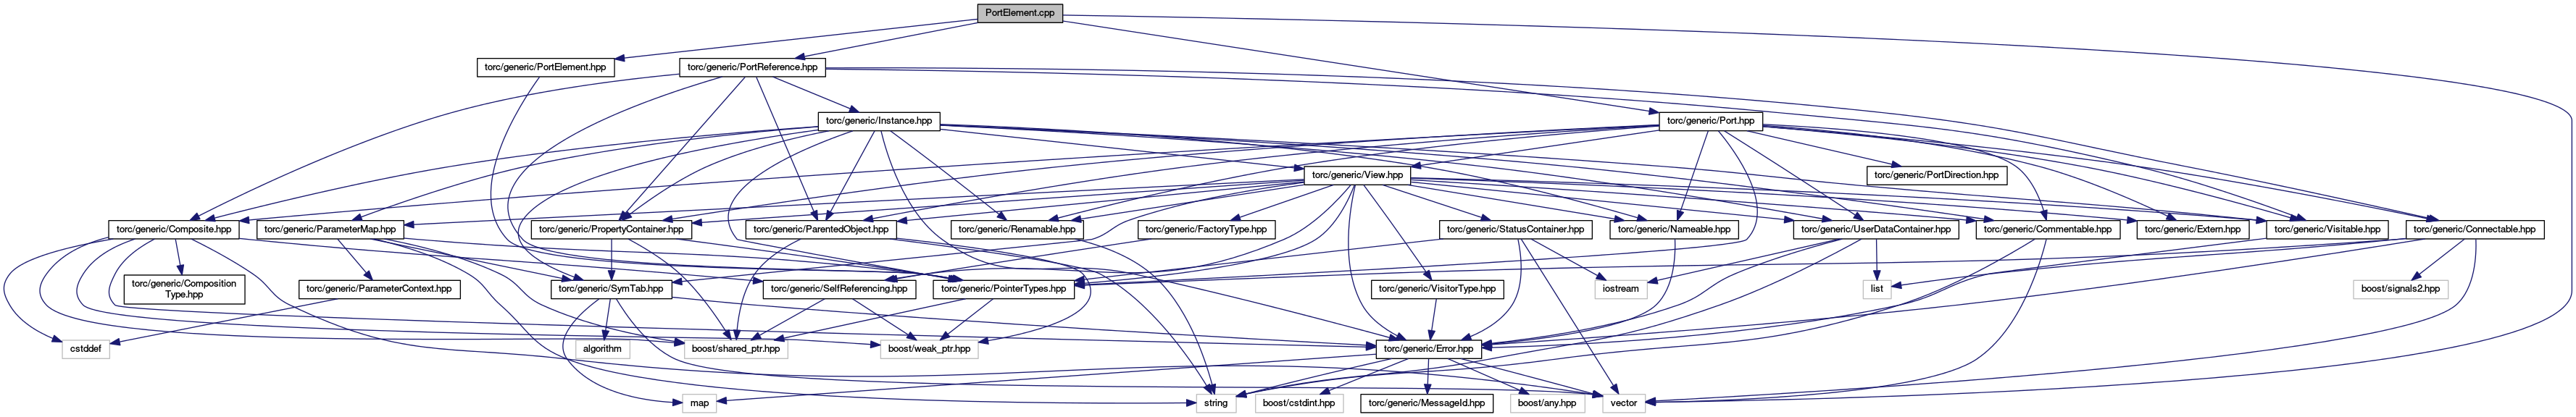 PortElement.cpp
torc/generic/PortElement.hpp
torc/generic/PortReference.hpp
torc/generic/Instance.hpp
torc/generic/Port.hpp
torc/generic/View.hpp
torc/generic/PortDirection.hpp
torc/generic/Composite.hpp
torc/generic/ParameterMap.hpp
torc/generic/PropertyContainer.hpp
torc/generic/ParentedObject.hpp
torc/generic/Renamable.hpp
torc/generic/FactoryType.hpp
torc/generic/StatusContainer.hpp
torc/generic/Nameable.hpp
torc/generic/UserDataContainer.hpp
torc/generic/Commentable.hpp
torc/generic/Extern.hpp
torc/generic/Visitable.hpp
torc/generic/Connectable.hpp
torc/generic/Composition
Type.hpp
torc/generic/ParameterContext.hpp
torc/generic/SymTab.hpp
torc/generic/SelfReferencing.hpp
torc/generic/PointerTypes.hpp
torc/generic/VisitorType.hpp
iostream
list
boost/signals2.hpp
cstddef
algorithm
boost/shared_ptr.hpp
boost/weak_ptr.hpp
torc/generic/Error.hpp
map
string
boost/cstdint.hpp
torc/generic/MessageId.hpp
boost/any.hpp
vector